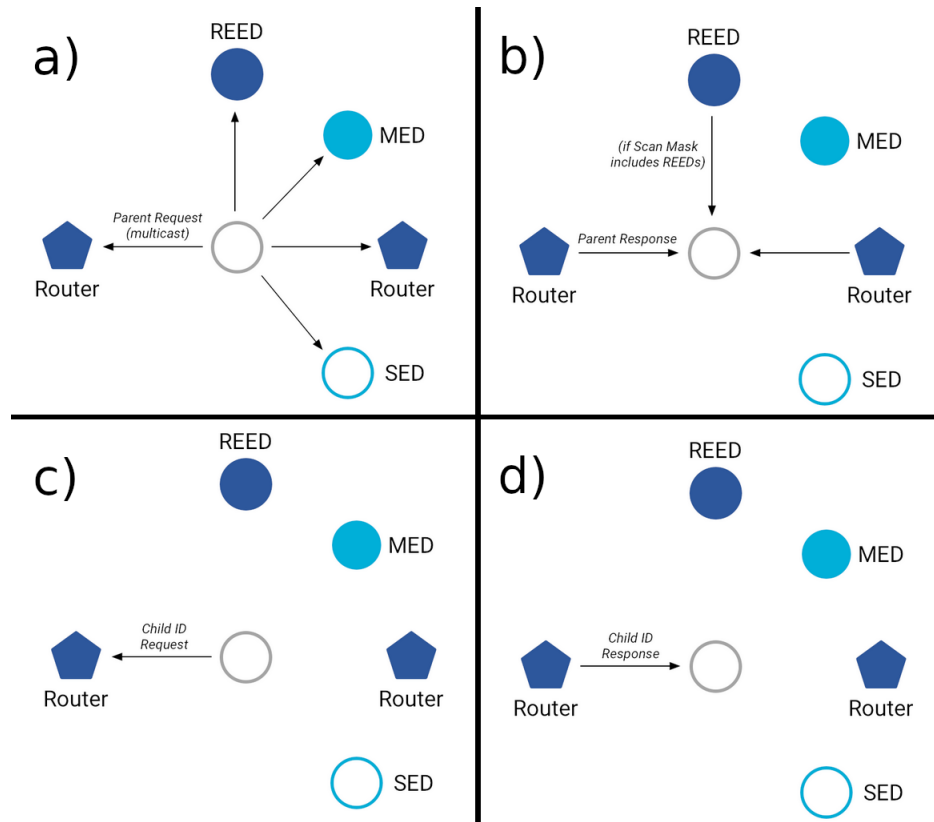 a)
REED
MED
Parent Request
(multicast)
Router
Router
SED
b)
REED
(if Scan Mask
includes REEDs)
MED
Parent Response
Router
Router
SED
c)
REED
MED
Child ID
Request
Router
Router
SED
d)
REED
MED
Child ID
Response
Router
Router
SED